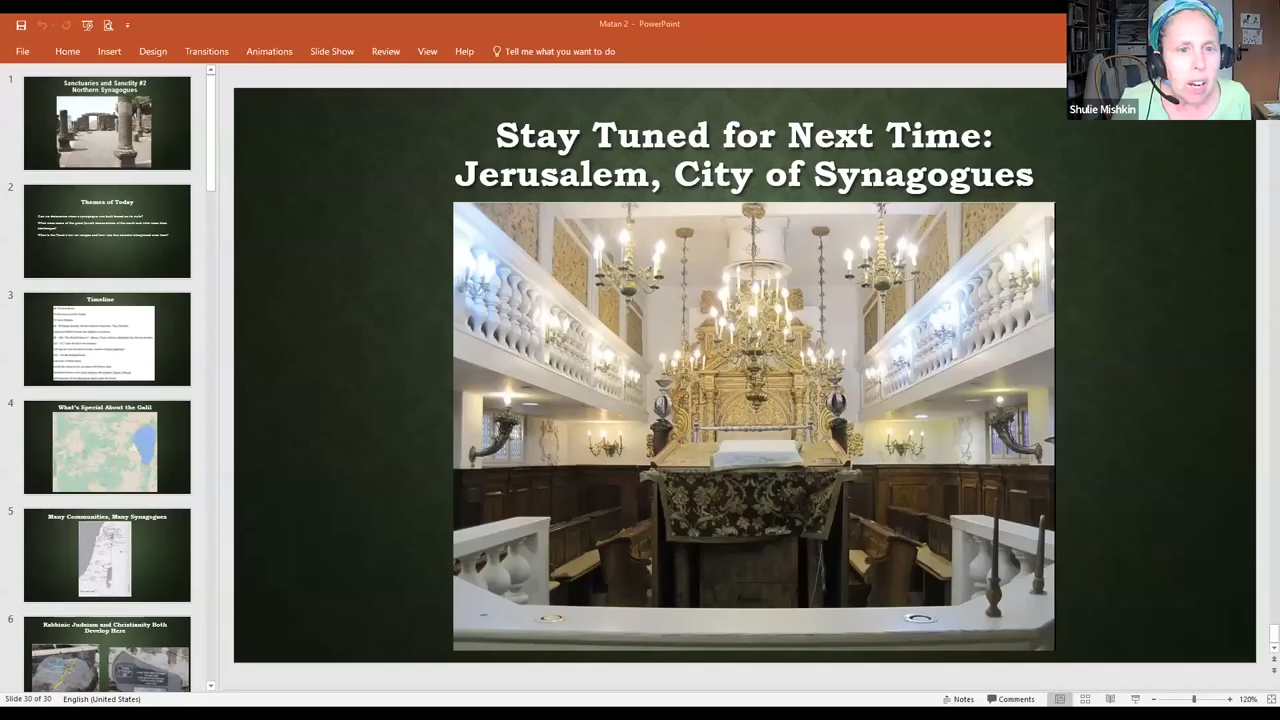 Matan 2 - PowerPoint
File Home Insert Design Transitions Animations Slide Show Review View Help Tell me what you want to do
Shulie Mishkin
1
Sanctuaries and Sanctity #2
Northern Synagogues
2
Themes of Today
3
Timeline
4
What's Special About the Galil
5
Many Communities, Many Synagogues
6
Rabbinic Judaism and Christianity Both
Develop Here
Stay Tuned for Next Time:
Jerusalem, City of Synagogues
Slide 30 of 30 English (United States)
Notes Comments 120%